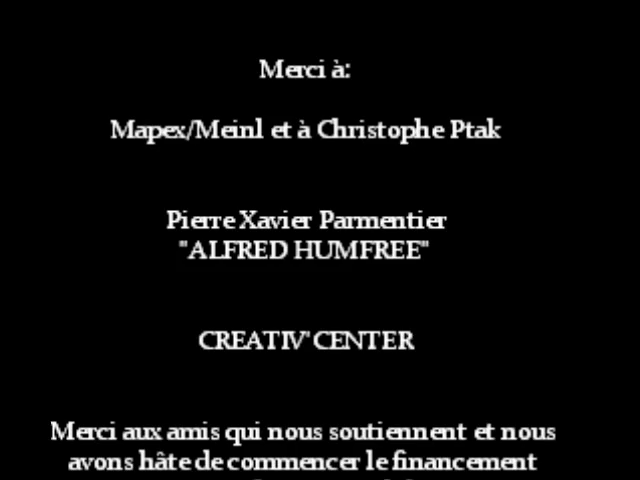 Merci à:
Mapex/Meinl et à Christophe Ptak
Pierre Xavier Parmentier
"ALFRED HUMFREE"
CREATIV'CENTER
Merci aux amis qui nous soutiennent et nous
avons hâte de commencer le financement